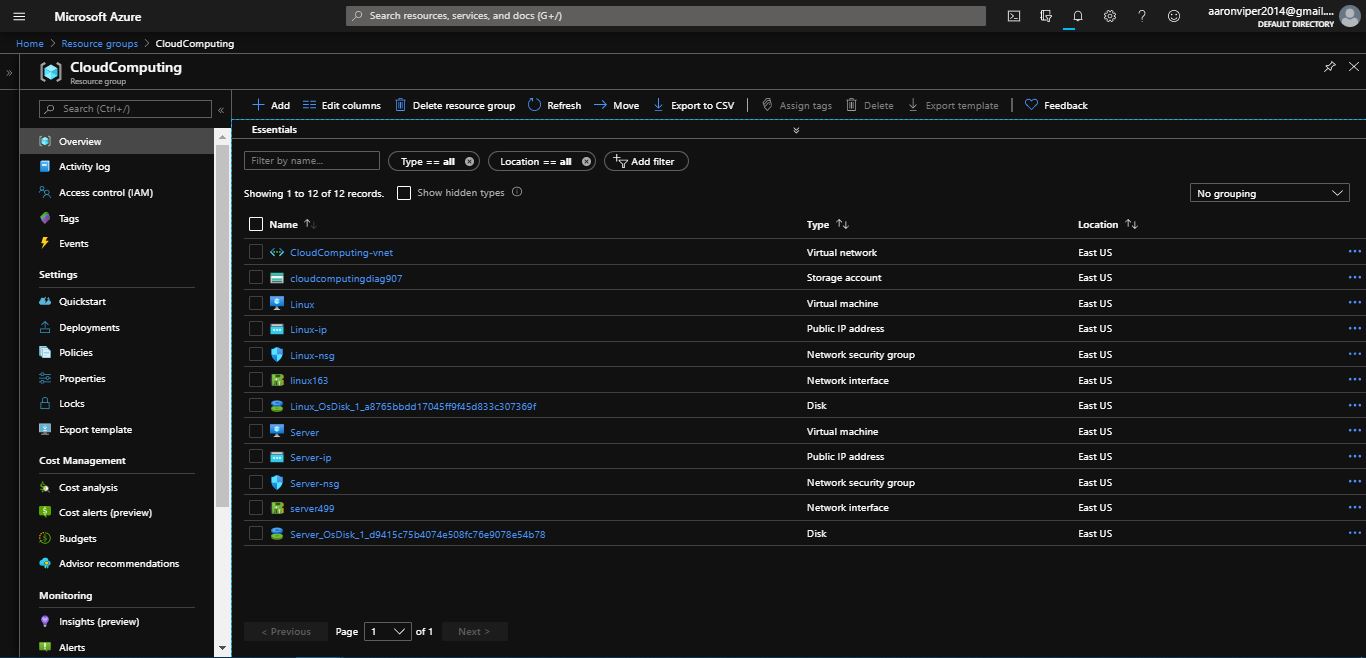 Microsoft Azure
Search resources, services, and docs (G+/)
aaronviper2014@gmail....
DEFAULT DIRECTORY
Home > Resource groups > CloudComputing
CloudComputing
Resource group
Search (Ctrl+/)
Add Edit columns Delete resource group Refresh Move Export to CSV Assign tags Delete Export template Feedback
Essentials
Overview
Activity log
Access control (IAM)
Tags
Events
Settings
Quickstart
Deployments
Policies
Properties
Locks
Export template
Cost Management
Cost analysis
Cost alerts (preview)
Budgets
Advisor recommendations
Monitoring
Insights (preview)
Alerts
Filter by name...
Type == all
Location == all
Add filter
Showing 1 to 12 of 12 records. Show hidden types
No grouping
Name Type Location
CloudComputing-vnet Virtual network East US
cloudcomputingdiag907 Storage account East US
Linux Virtual machine East US
Linux-ip Public IP address East US
Linux-nsg Network security group East US
linux163 Network interface East US
Linux_OsDisk_1_a8765bbdd17045ff9f45d833c307369f Disk East US
Server Virtual machine East US
Server-ip Public IP address East US
Server-nsg Network security group East US
server499 Network interface East US
Server_OsDisk_1_d9415c75b4074e508fc76e9078e54b78 Disk East US
< Previous Page 1 of 1 Next >